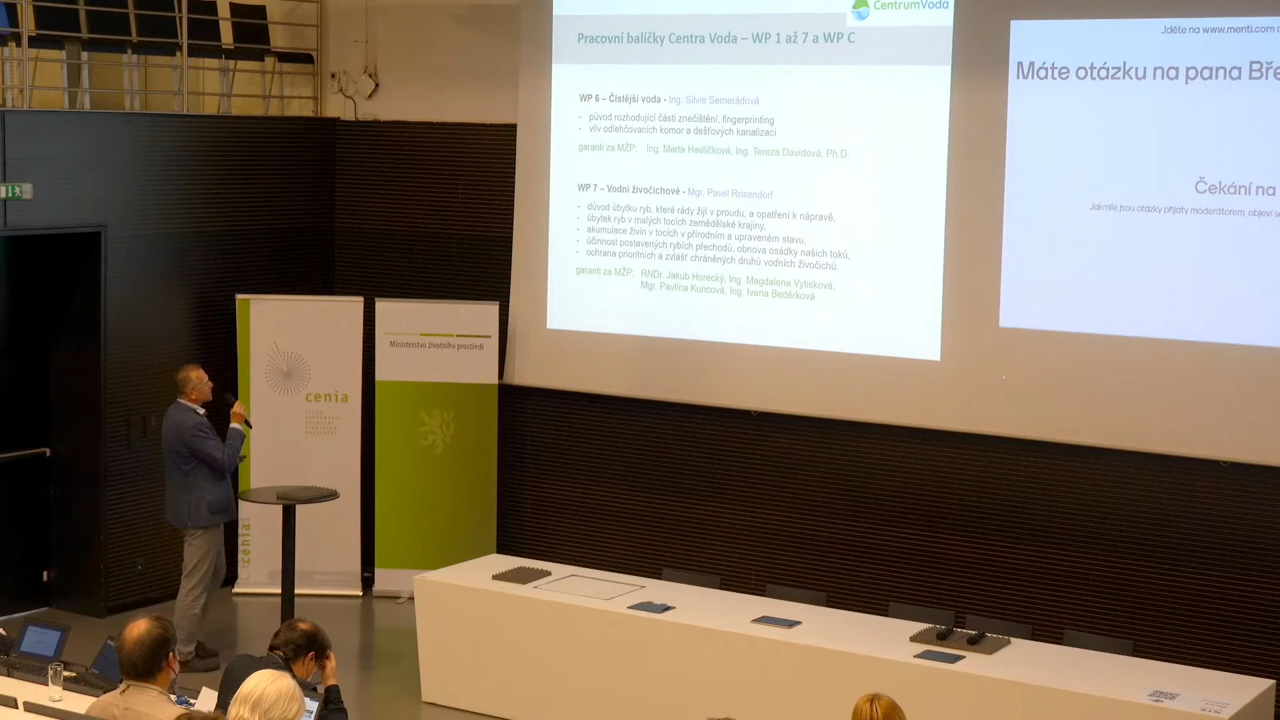 CentrumVoda
Pracovní balíčky Centra Voda – WP 1 až 7 a WP C
WP 6 – Čistější voda - Ing. Silvie Semerádová
- původ rozhodující části znečištění, fingerprinting
- vliv odlehčovacích komor a dešťových kanalizací
garanti za MŽP: Ing. Marta Havlíčková, Ing. Tereza Davidová, Ph.D.
WP 7 – Vodní živočichové - Mgr. Pavel Rosendorf
- důvod úbytku ryb, které rády žijí v proudu, a opatření k nápravě,
- úbytek ryb v malých tocích zemědělské krajiny,
- akumulace živin v tocích v přírodním a upraveném stavu,
- účinnost postavených rybích přechodů, obnova osádky našich toků,
- ochrana prioritních a zvlášť chráněných druhů vodních živočichů.
garanti za MŽP: RNDr. Jakub Horecký, Ing. Magdalena Vytisková,
Mgr. Pavlína Kuncová, Ing. Ivana Beděrková
Jděte na www.menti.com
Máte otázku na pana Bře
Čekání na
Jakmile jsou otázky přijaty moderátorem, objeví s
cenia
Ministerstvo životního prostředí
cenia